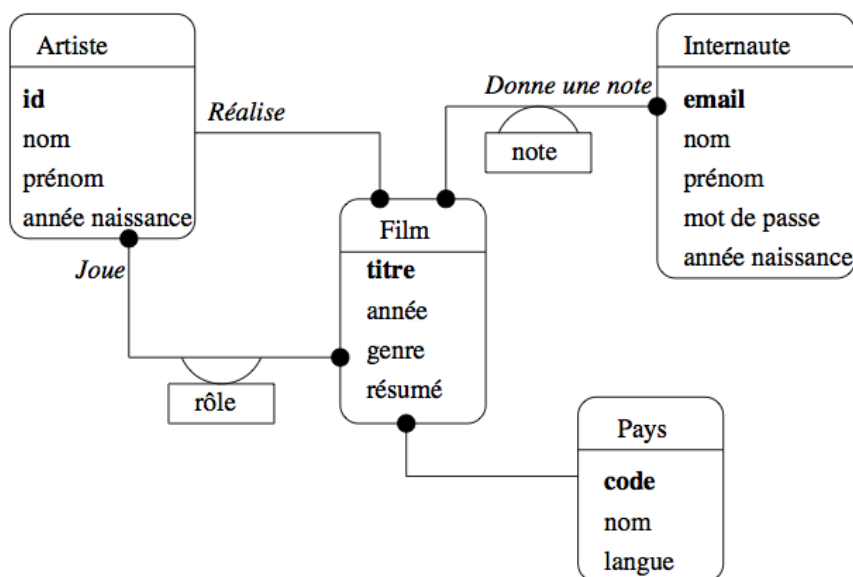 Artiste
id
nom
prénom
année naissance
Réalise
Joue
rôle
Film
titre
année
genre
résumé
Donne une note
note
Internaute
email
nom
prénom
mot de passe
année naissance
Pays
code
nom
langue